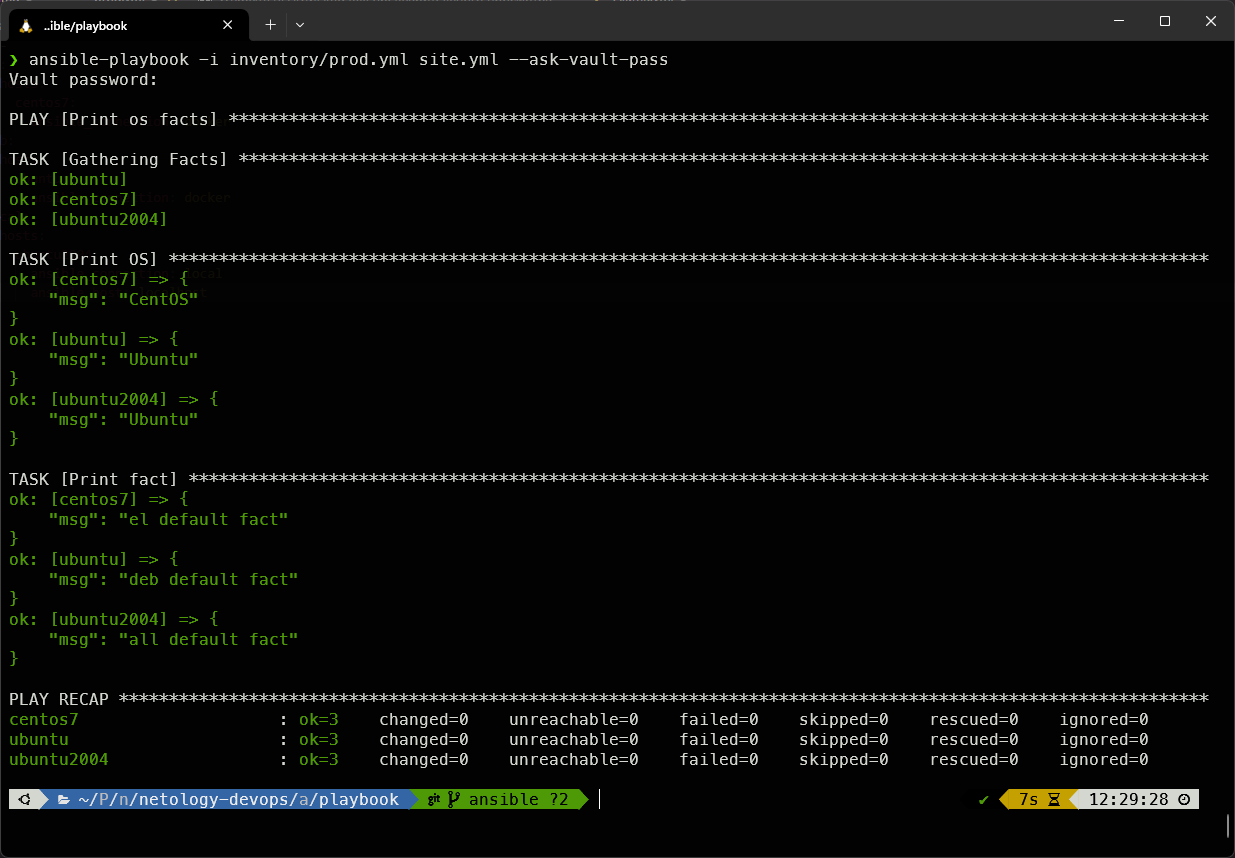 ..ible/playbook
❯ ansible-playbook -i inventory/prod.yml site.yml --ask-vault-pass
Vault password:
PLAY [Print os facts] **************************************************************************************************
TASK [Gathering Facts] *************************************************************************************************
ok: [ubuntu]
ok: [centos7]
ok: [ubuntu2004]
TASK [Print OS] ********************************************************************************************************
ok: [centos7] => {
    "msg": "CentOS"
}
ok: [ubuntu] => {
    "msg": "Ubuntu"
}
ok: [ubuntu2004] => {
    "msg": "Ubuntu"
}
TASK [Print fact] ******************************************************************************************************
ok: [centos7] => {
    "msg": "el default fact"
}
ok: [ubuntu] => {
    "msg": "deb default fact"
}
ok: [ubuntu2004] => {
    "msg": "all default fact"
}
PLAY RECAP *************************************************************************************************************
centos7                    : ok=3    changed=0    unreachable=0    failed=0    skipped=0    rescued=0    ignored=0
ubuntu                     : ok=3    changed=0    unreachable=0    failed=0    skipped=0    rescued=0    ignored=0
ubuntu2004                 : ok=3    changed=0    unreachable=0    failed=0    skipped=0    rescued=0    ignored=0
~/P/n/netology-devops/a/playbook git ansible ?2 ✔ 7s 12:29:28